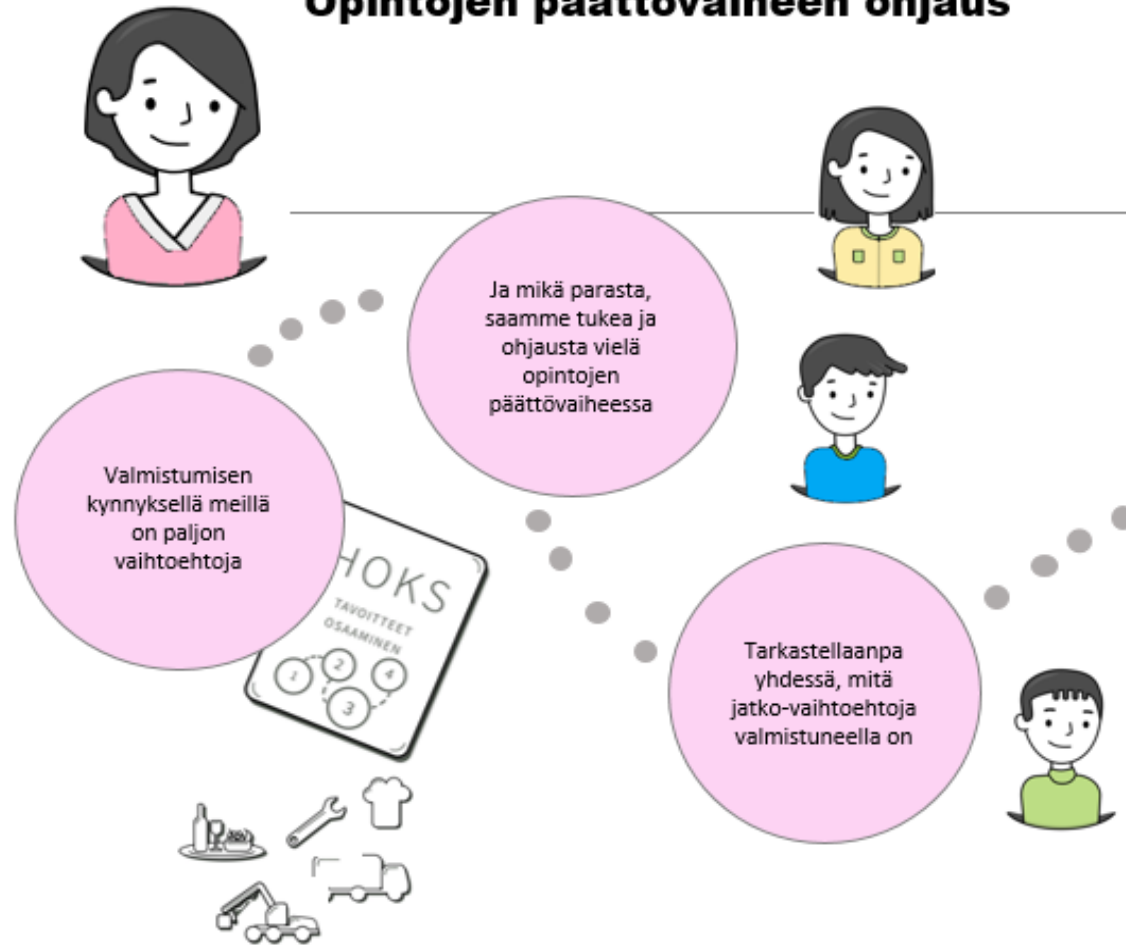 Opintojen päättövaiheen ohjaus
Ja mikä parasta,
saamme tukea ja
ohjausta vielä
opintojen
päättövaiheessa
Valmistumisen
kynnyksellä meillä
on paljon
vaihtoehtoja
HOKS
TAVOITTEET
OSAAMINEN
1
2
3
4
Tarkastellaanpa
yhdessä, mitä
jatko-vaihtoehtoja
valmistuneella on